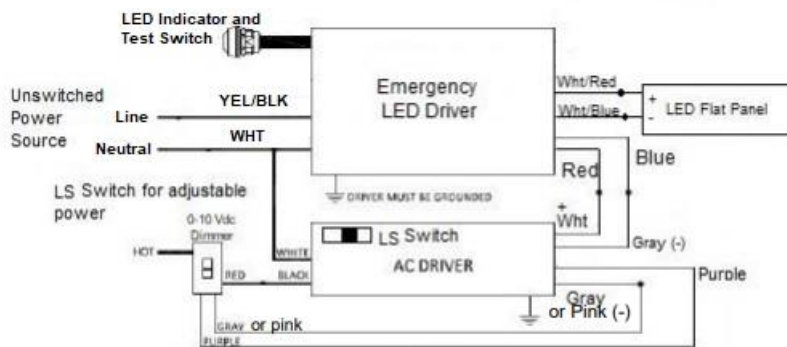 LED Indicator and
Test Switch
Unswitched
Power
Source
Line
YEL/BLK
Neutral
WHT
Emergency
LED Driver
Wht/Red
Wht/Blue
+
-
LED Flat Panel
Blue
Red
DRIVER MUST BE GROUNDED
LS Switch for adjustable
power
0-10 Vdc
Dimmer
HOT
RED
WHITE
BLACK
LS Switch
AC DRIVER
+
Wht
Gray (-)
Purple
Gray
or Pink (-)
GRAY or pink
PURPLE